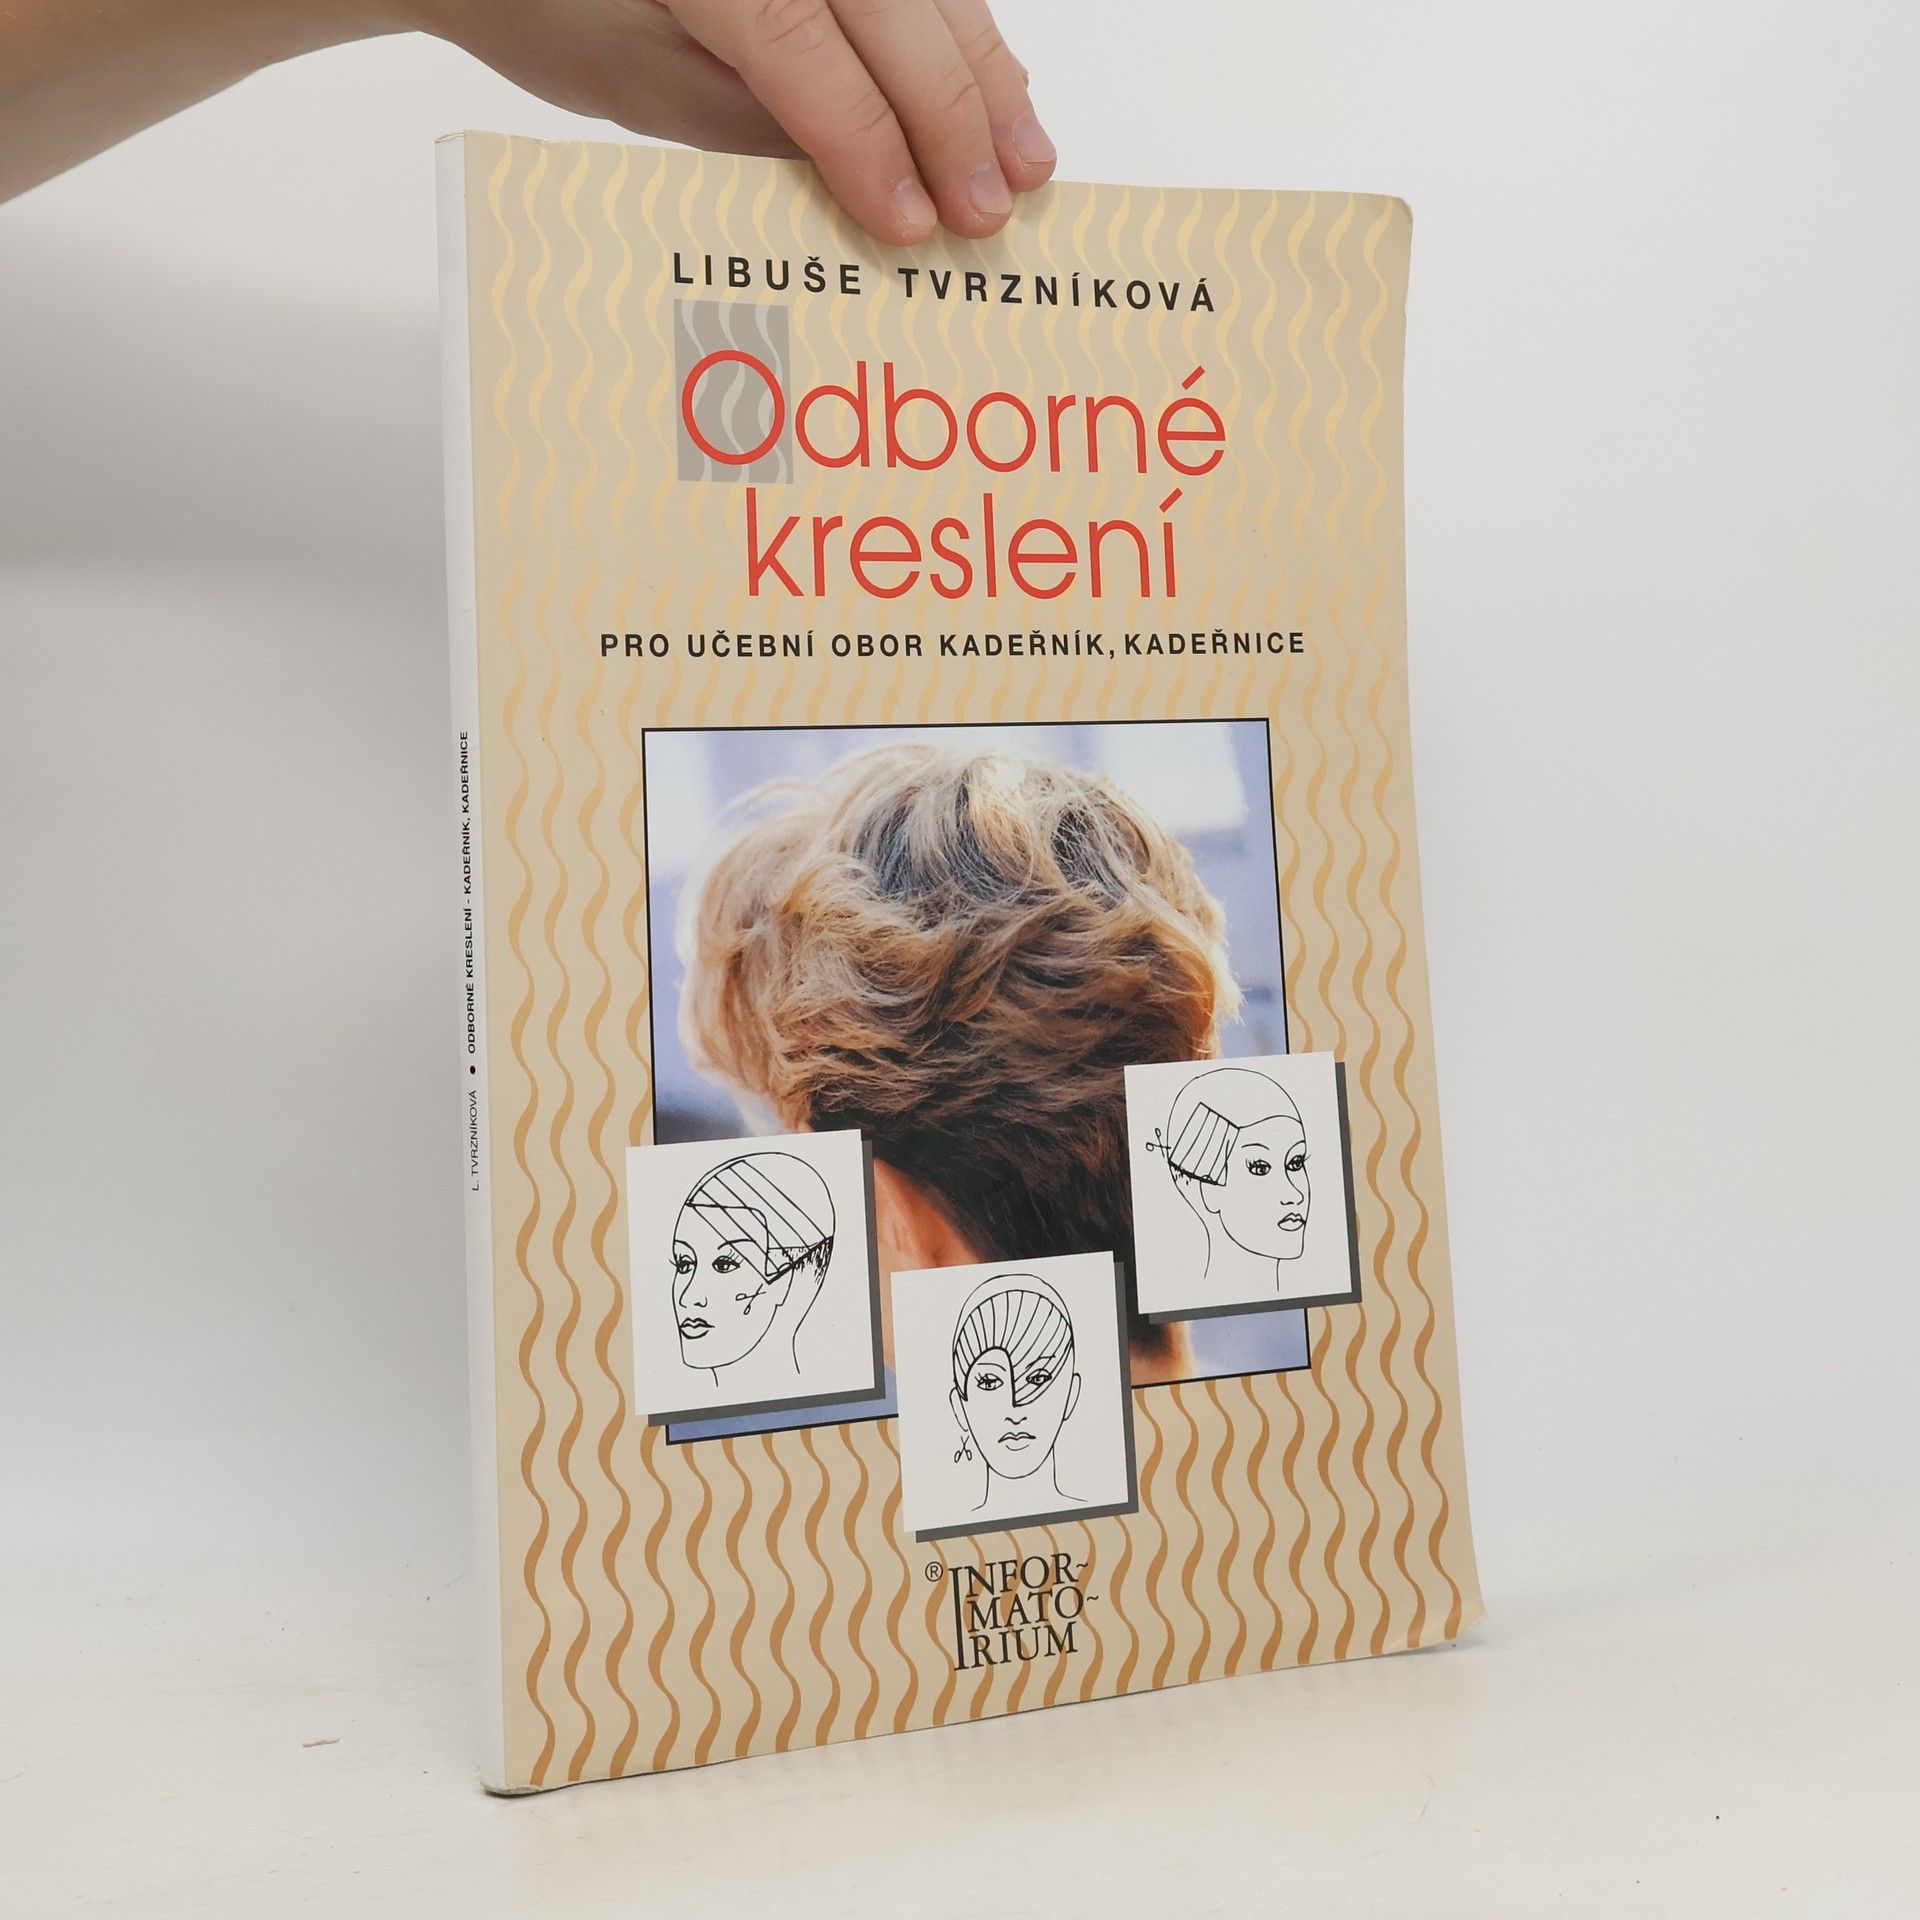 LIBUŠE TVRZNÍKOVÁ
Odborné
kreslení
PRO UČEBNÍ OBOR KADEŘNÍK, KADEŘNICE
L. TVRZNÍKOVÁ • ODBORNÉ KRESLENÍ - KADEŘNÍK, KADEŘNICE
® INFOR~
MATO~
RIUM